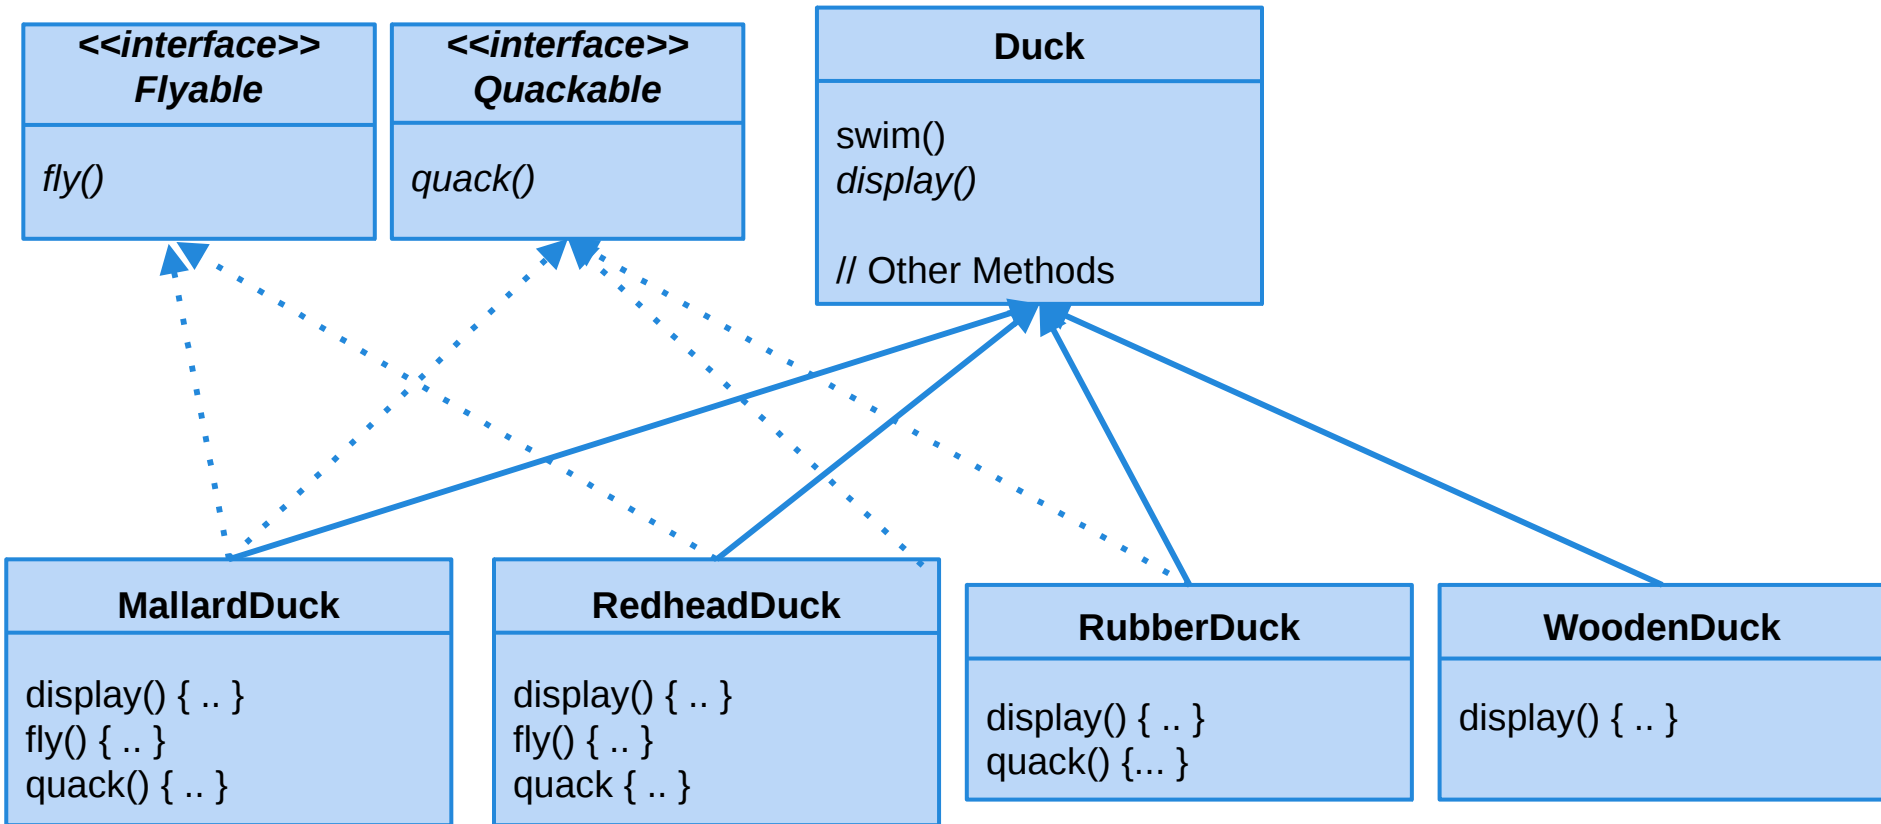 <<interface>>
Flyable
fly()
<<interface>>
Quackable
quack()
Duck
swim()
display()
// Other Methods
MallardDuck
display() { .. }
fly() { .. }
quack() { .. }
RedheadDuck
display() { .. }
fly() { .. }
quack { .. }
RubberDuck
display() { .. }
quack() {... }
WoodenDuck
display() { .. }